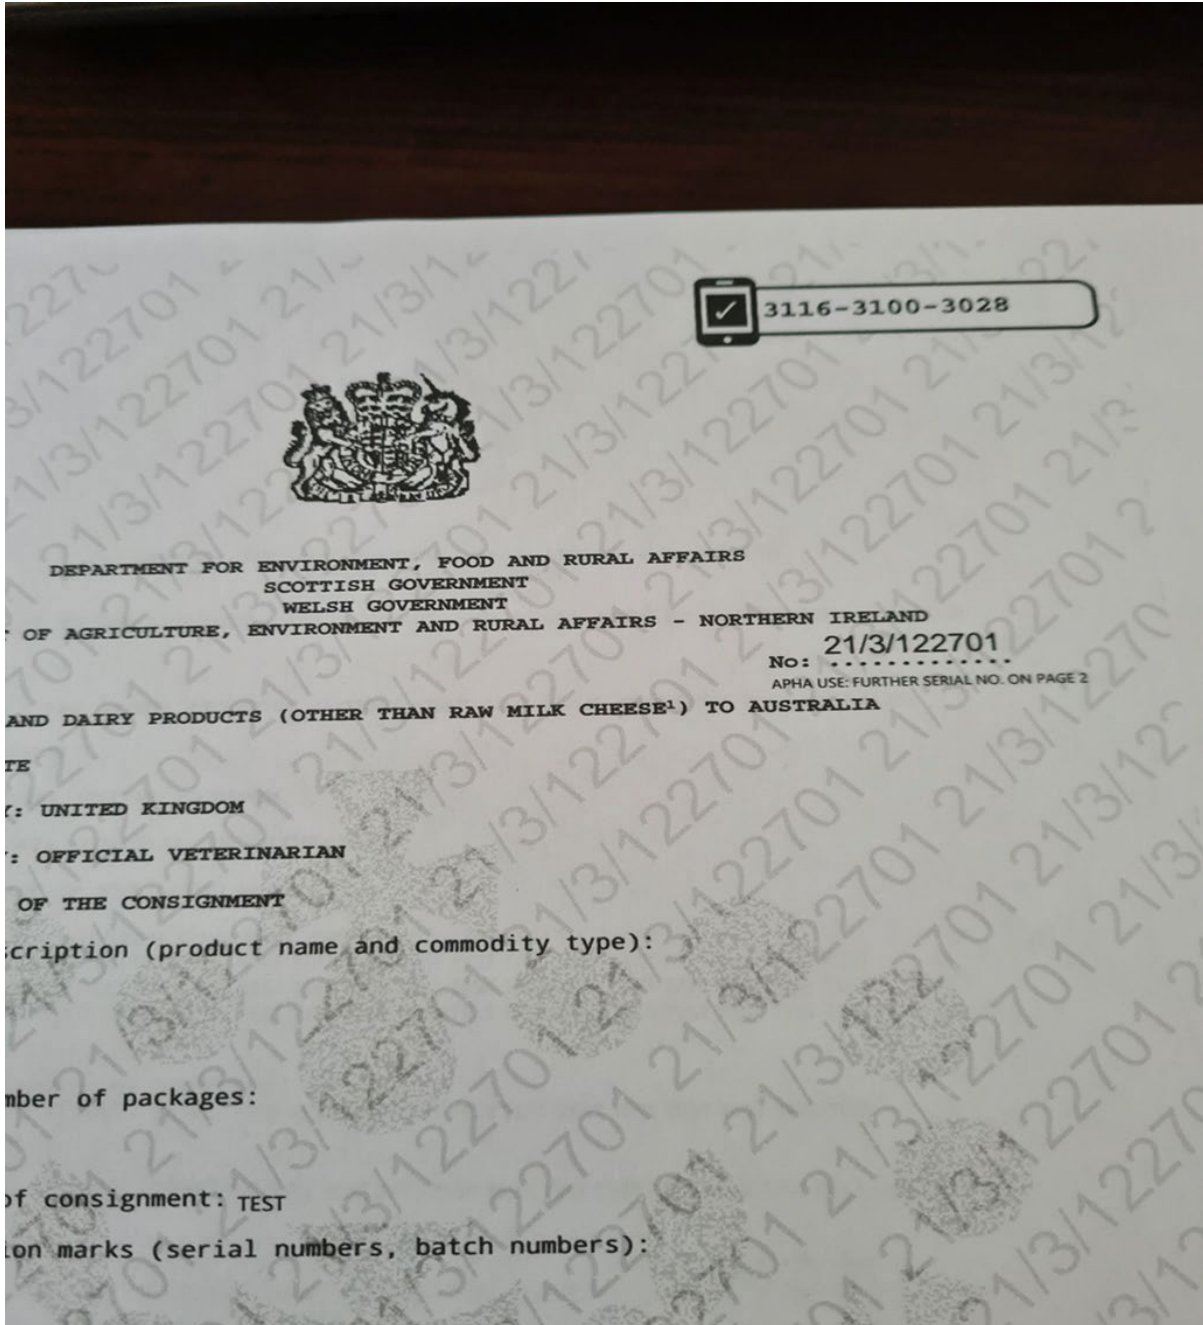 3116-3100-3028
DEPARTMENT FOR ENVIRONMENT, FOOD AND RURAL AFFAIRS
SCOTTISH GOVERNMENT
WELSH GOVERNMENT
OF AGRICULTURE, ENVIRONMENT AND RURAL AFFAIRS - NORTHERN IRELAND
No: 21/3/122701
APHA USE: FURTHER SERIAL NO. ON PAGE 2
AND DAIRY PRODUCTS (OTHER THAN RAW MILK CHEESE¹) TO AUSTRALIA
TE
: UNITED KINGDOM
: OFFICIAL VETERINARIAN
OF THE CONSIGNMENT
cription (product name and commodity type):
mber of packages:
of consignment: TEST
ion marks (serial numbers, batch numbers):